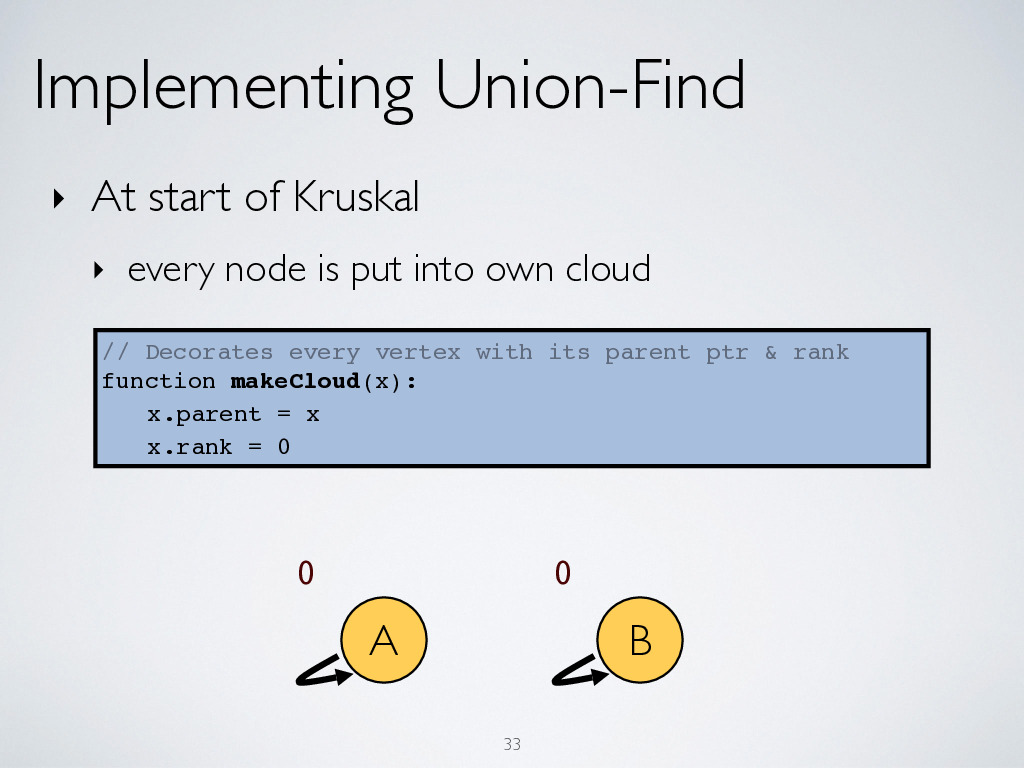 Implementing Union-Find
‣ At start of Kruskal
‣ every node is put into own cloud
// Decorates every vertex with its parent ptr & rank
function makeCloud(x):
x.parent = x
x.rank = 0
0 0
A B
33